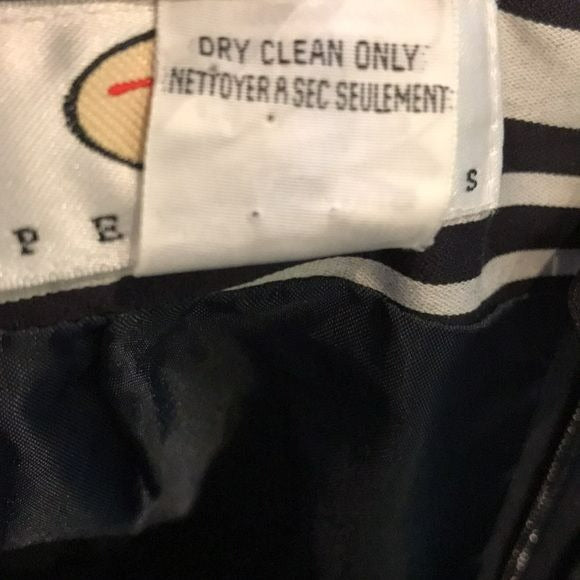 DRY CLEAN ONLY
NETTOYER A SEC SEULEMENT
P E
S